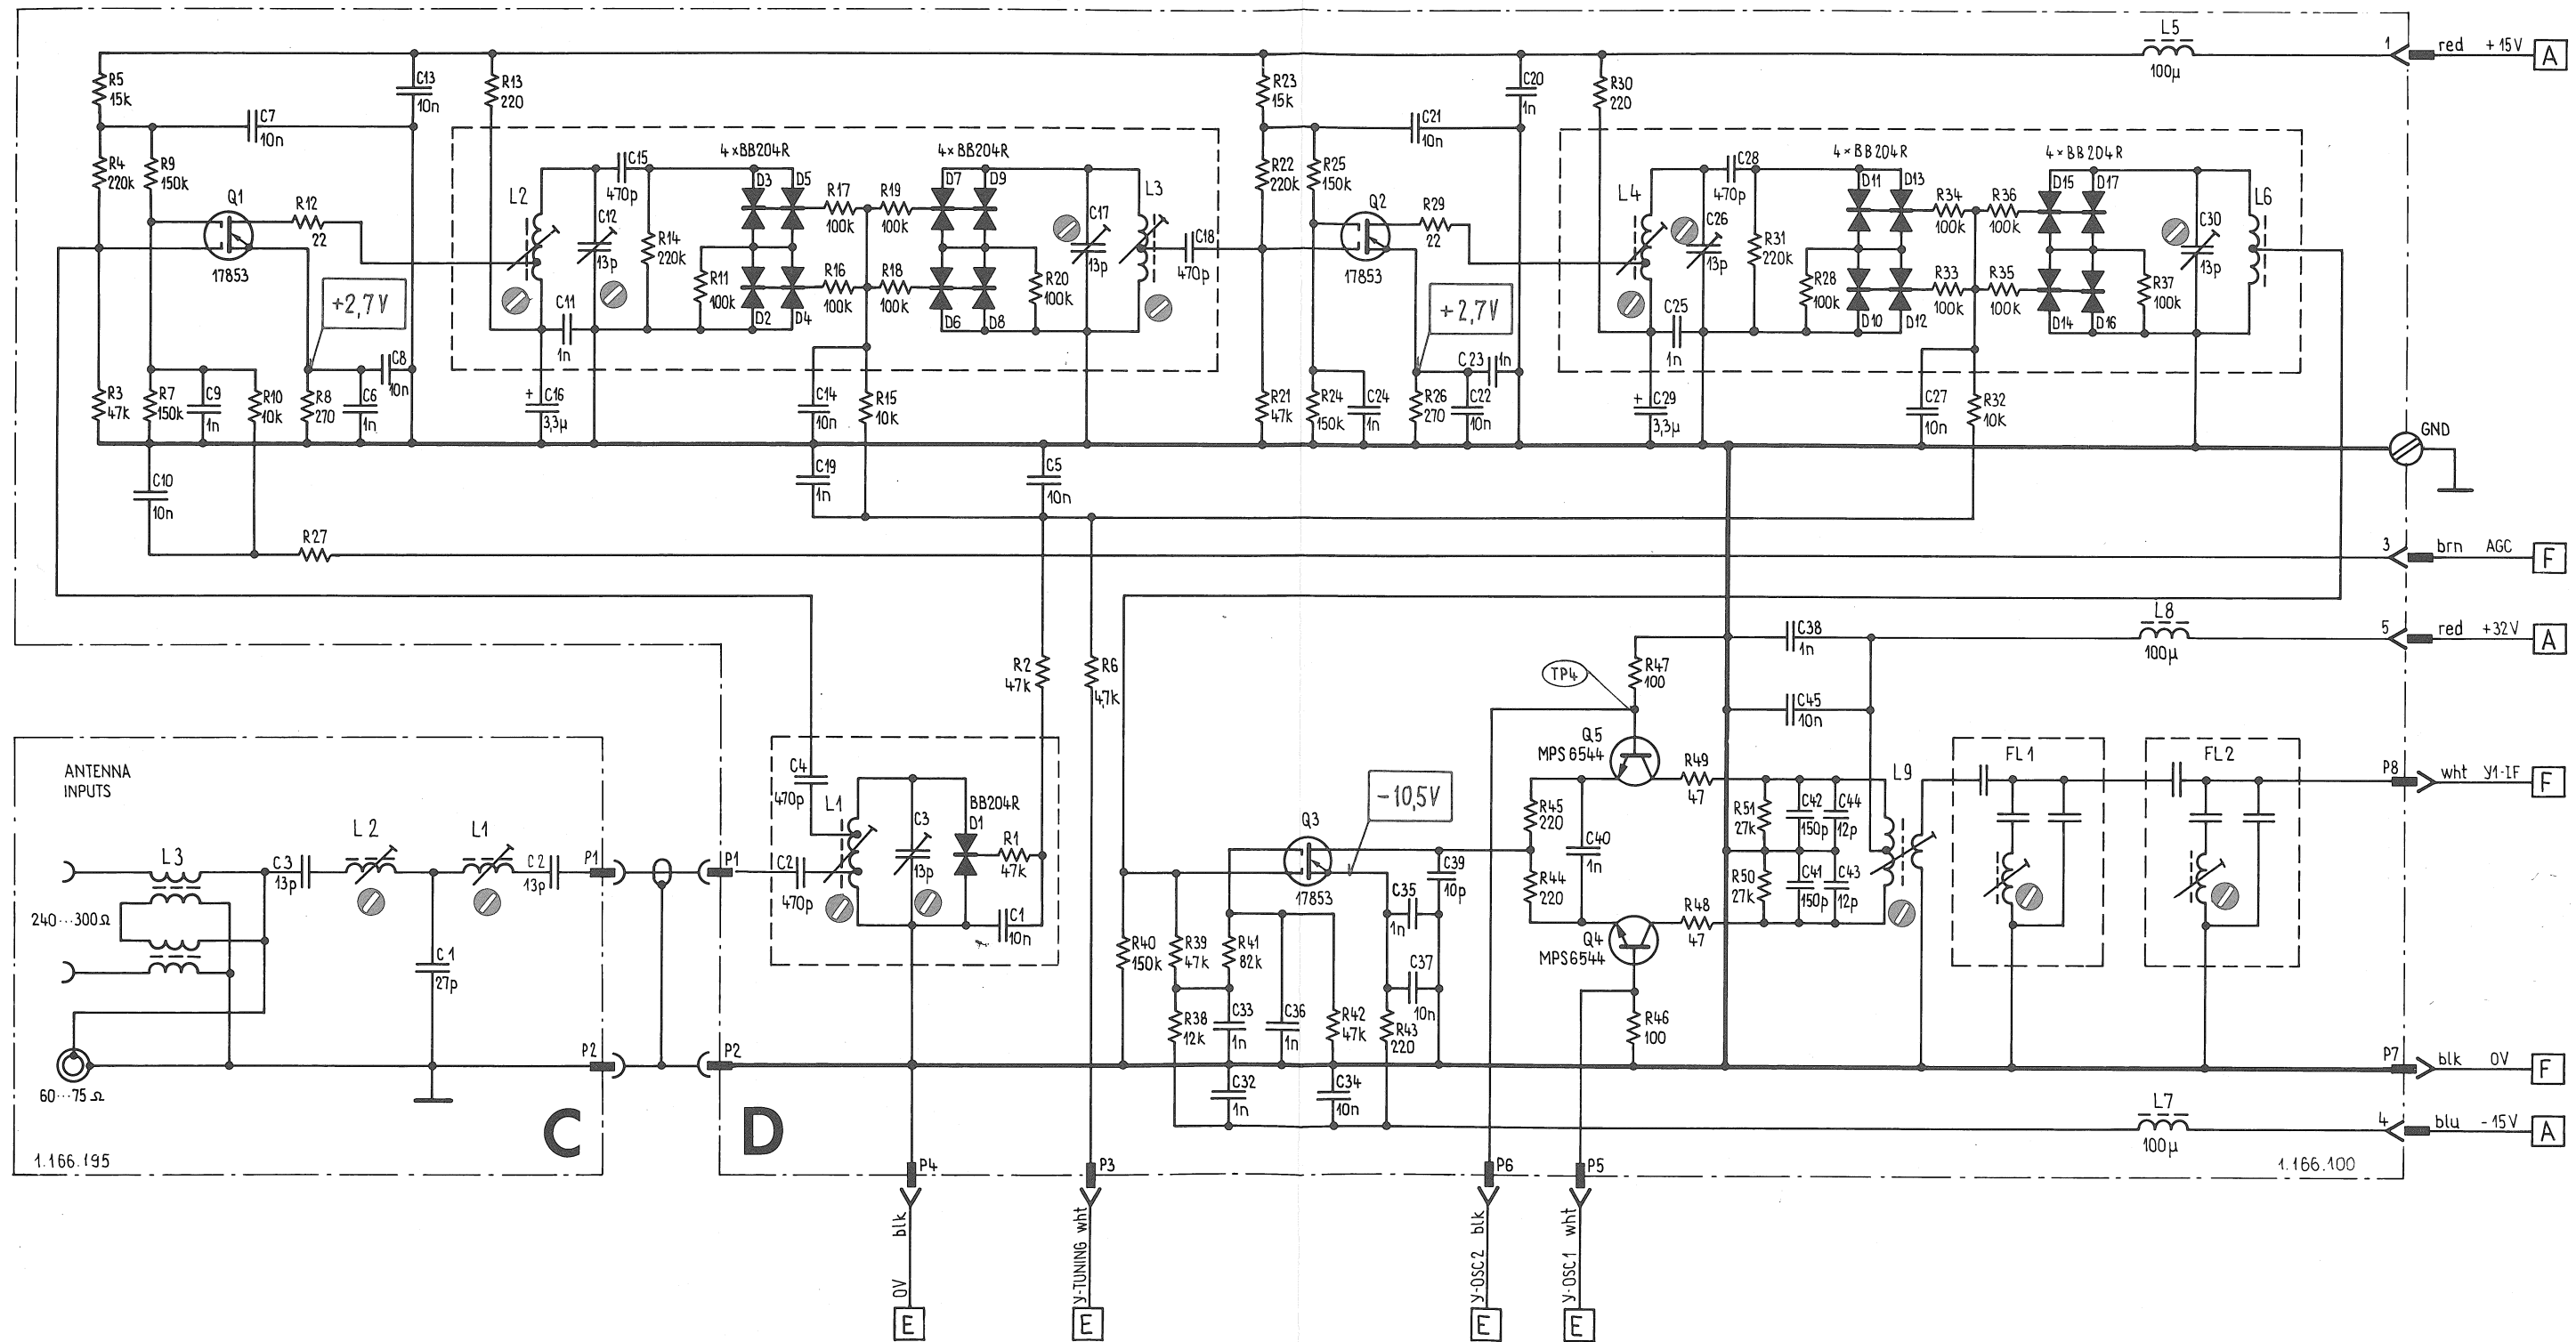 L5
100µ
1
red +15V
A
R5
15k
C13
10n
R13
220
C7
10n
R4
220k
R9
150k
Q1
17853
R12
22
+2,7V
R3
47k
R7
150k
C9
1n
R10
10k
R8
270
C6
1n
C8
10n
L2
C16
3,3µ
+
C11
1n
C12
13p
C15
470p
R14
220k
R11
100k
4×BB204R
D3
D5
D2
D4
R17
100k
R19
100k
R16
100k
R18
100k
4×BB204R
D7
D9
D6
D8
R20
100k
C17
13p
L3
C18
470p
C14
10n
R15
10k
R23
15k
C20
1n
C21
10n
R22
220k
R25
150k
Q2
17853
R29
22
+2,7V
R21
47k
R24
150k
C24
1n
R26
270
C22
10n
C23
1n
R30
220
L4
C26
13p
C28
470p
R31
220k
C25
1n
+
C29
3,3µ
R28
100k
4×BB204R
D11
D13
D10
D12
R34
100k
R36
100k
R33
100k
R35
100k
4×BB204R
D15
D17
D14
D16
R37
100k
C30
13p
L6
C27
10n
R32
10k
GND
C10
10n
C19
1n
C5
10n
R27
3
brn AGC
F
L8
100µ
5
red +32V
A
R2
47k
R6
4,7k
TP4
R47
100
C38
1n
C45
10n
Q5
MPS6544
R49
47
R45
220
R44
220
C40
1n
Q4
MPS6544
R48
47
R46
100
R51
27k
C42
150p
C44
12p
R50
27k
C41
150p
C43
12p
L9
FL1
FL2
P8
wht Y1-IF
F
ANTENNA
INPUTS
L3
240...300Ω
60...75Ω
C3
13p
L2
L1
C2
13p
C1
27p
P1
P2
C
1.166.195
P1
P2
D
C4
470p
L1
C2
470p
C3
13p
BB204R
D1
R1
47k
C1
10n
Q3
17853
-10,5V
C39
10p
C35
1n
C37
10n
R40
150k
R39
47k
R41
82k
R38
12k
C33
1n
C36
1n
R42
47k
R43
220
C32
1n
C34
10n
P7
blk 0V
F
L7
100µ
4
blu -15V
A
1.166.100
P4
0V blk
E
P3
Y-TUNING wht
E
P6
Y-OSC2 blk
E
P5
Y-OSC1 wht
E